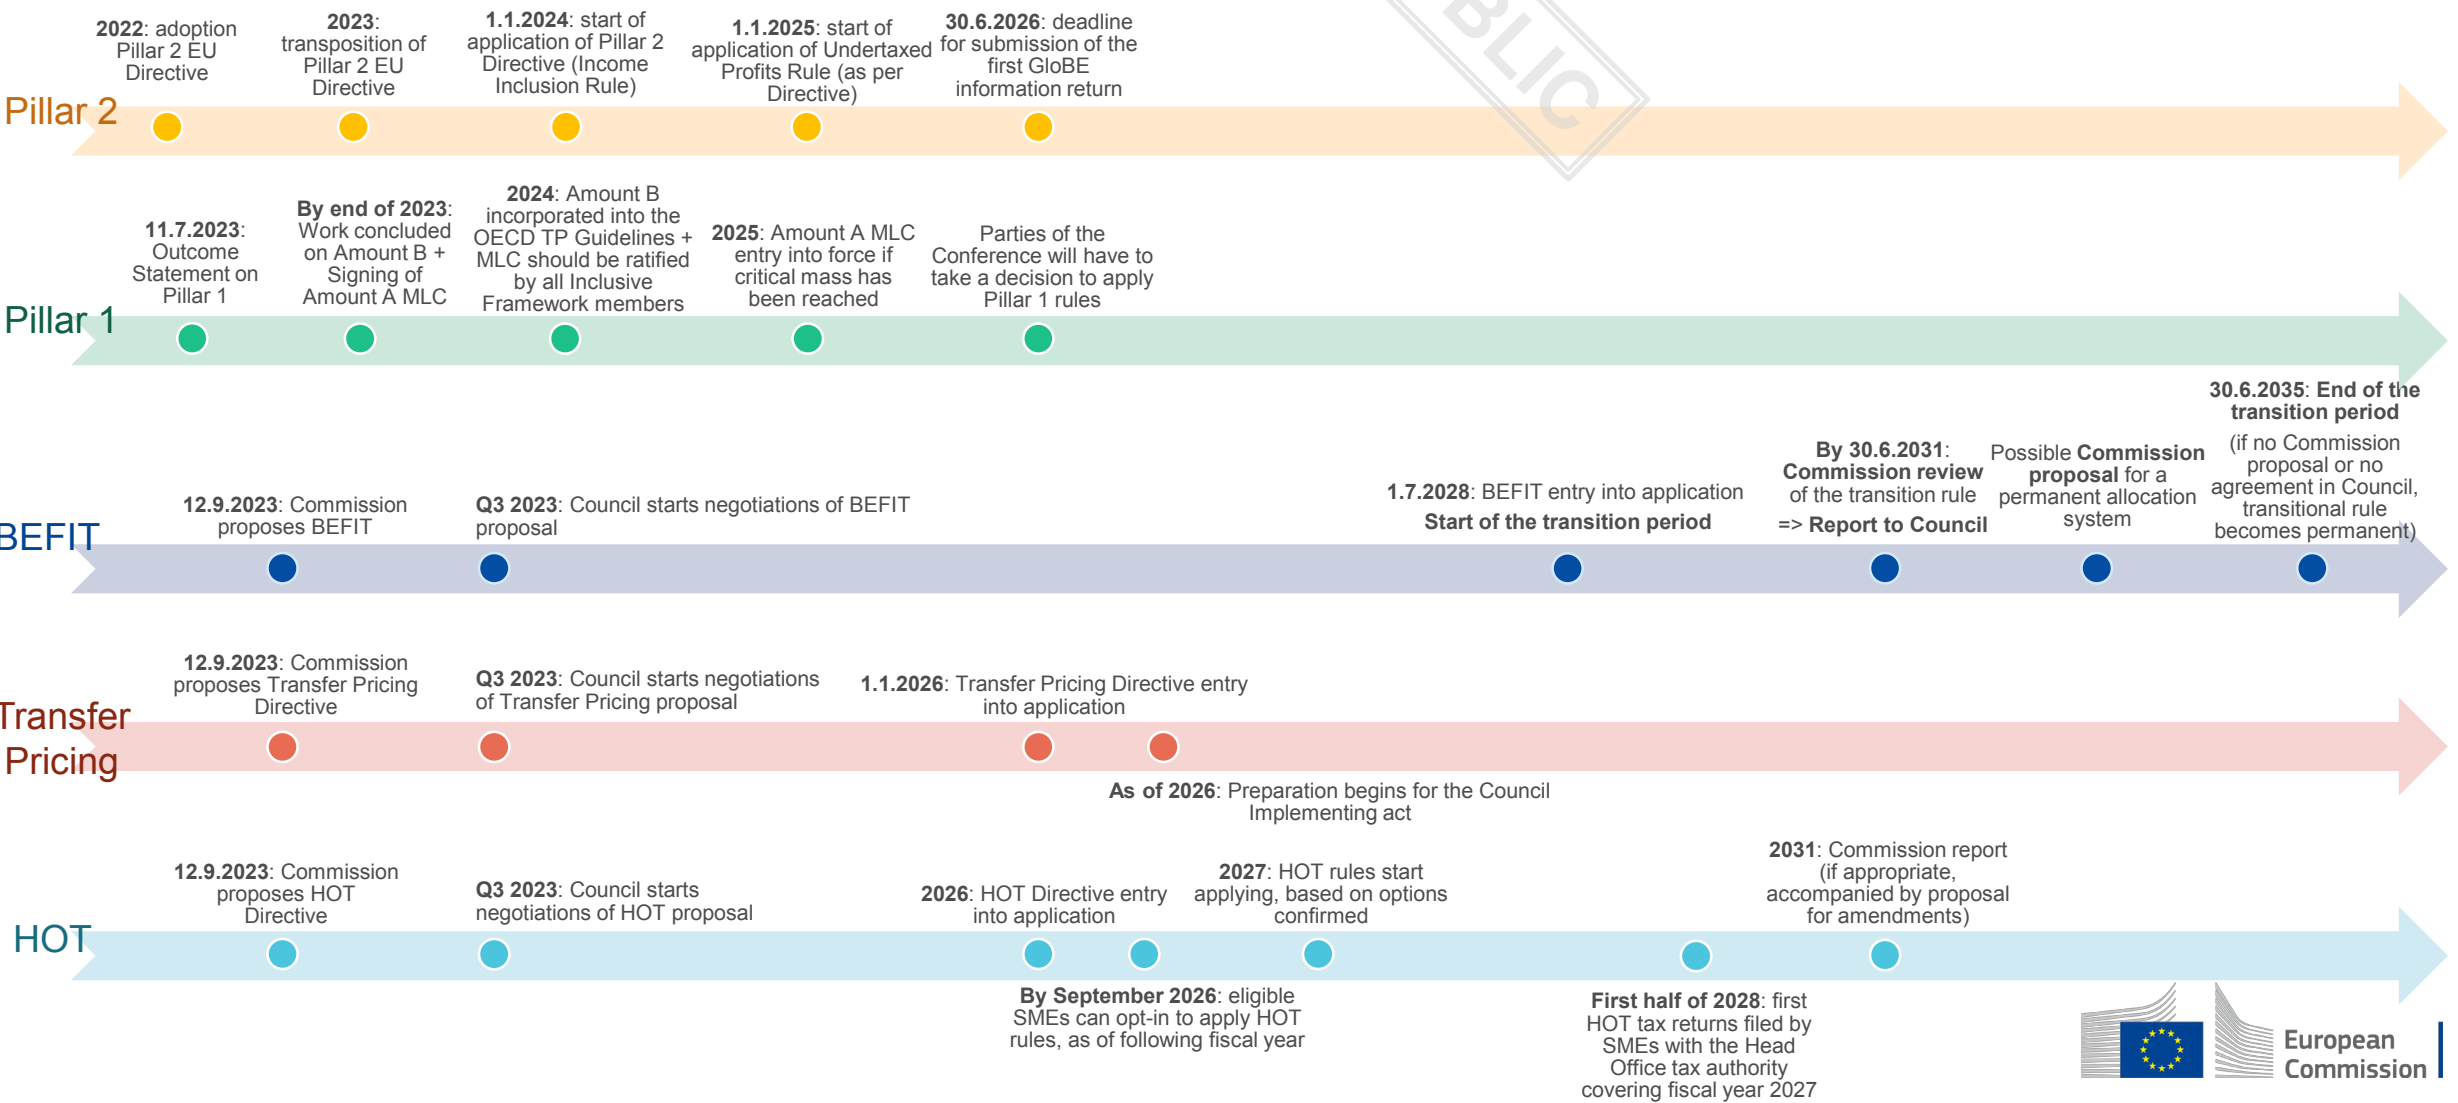 2022: adoption
Pillar 2 EU
Directive
2023:
transposition of
Pillar 2 EU
Directive
1.1.2024: start of
application of Pillar 2
Directive (Income
Inclusion Rule)
1.1.2025: start of
application of Undertaxed
Profits Rule (as per
Directive)
30.6.2026: deadline
for submission of the
first GloBE
information return
BLIC
Pillar 2
11.7.2023:
Outcome
Statement on
Pillar 1
By end of 2023:
Work concluded
on Amount B +
Signing of
Amount A MLC
2024: Amount B
incorporated into the
OECD TP Guidelines +
MLC should be ratified
by all Inclusive
Framework members
2025: Amount A MLC
entry into force if
critical mass has
been reached
Parties of the
Conference will have to
take a decision to apply
Pillar 1 rules
Pillar 1
12.9.2023: Commission
proposes BEFIT
Q3 2023: Council starts negotiations of BEFIT
proposal
1.7.2028: BEFIT entry into application
Start of the transition period
By 30.6.2031:
Commission review
of the transition rule
=> Report to Council
Possible Commission
proposal for a
permanent allocation
system
30.6.2035: End of the
transition period
(if no Commission
proposal or no
agreement in Council,
transitional rule
becomes permanent)
BEFIT
12.9.2023: Commission
proposes Transfer Pricing
Directive
Q3 2023: Council starts negotiations
of Transfer Pricing proposal
1.1.2026: Transfer Pricing Directive entry
into application
Transfer
Pricing
As of 2026: Preparation begins for the Council
Implementing act
12.9.2023: Commission
proposes HOT
Directive
Q3 2023: Council starts
negotiations of HOT proposal
2026: HOT Directive entry
into application
2027: HOT rules start
applying, based on options
confirmed
2031: Commission report
(if appropriate,
accompanied by proposal
for amendments)
HOT
By September 2026: eligible
SMEs can opt-in to apply HOT
rules, as of following fiscal year
First half of 2028: first
HOT tax returns filed by
SMEs with the Head
Office tax authority
covering fiscal year 2027
European
Commission